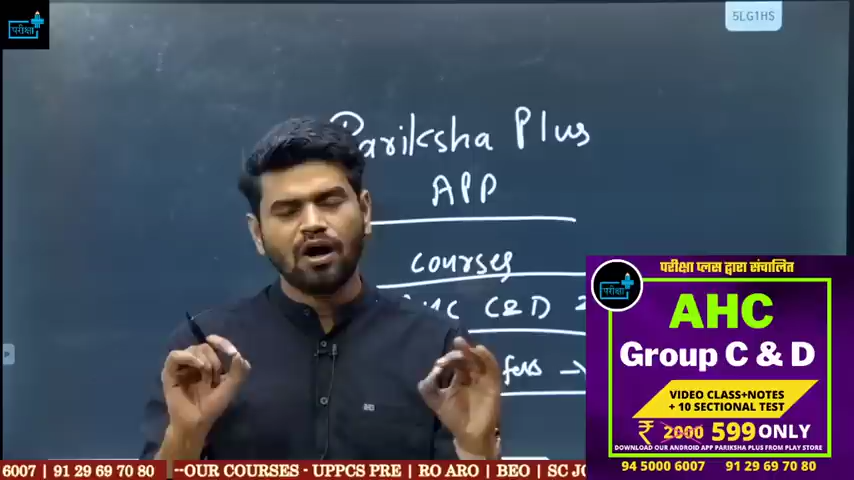 परीक्षा
5LG1HS
Pariksha Plus
APP
courses
C&D 2
fers →
P
परीक्षा प्लस द्वारा संचालित
परीक्षा
AHC
Group C & D
VIDEO CLASS+NOTES
+ 10 SECTIONAL TEST
₹ 2000 599 ONLY
DOWNLOAD OUR ANDROID APP PARIKSHA PLUS FROM PLAY STORE
94 5000 6007 91 29 69 70 80
6007 | 91 29 69 70 80 --OUR COURSES - UPPCS PRE | RO ARO | BEO | SC JO